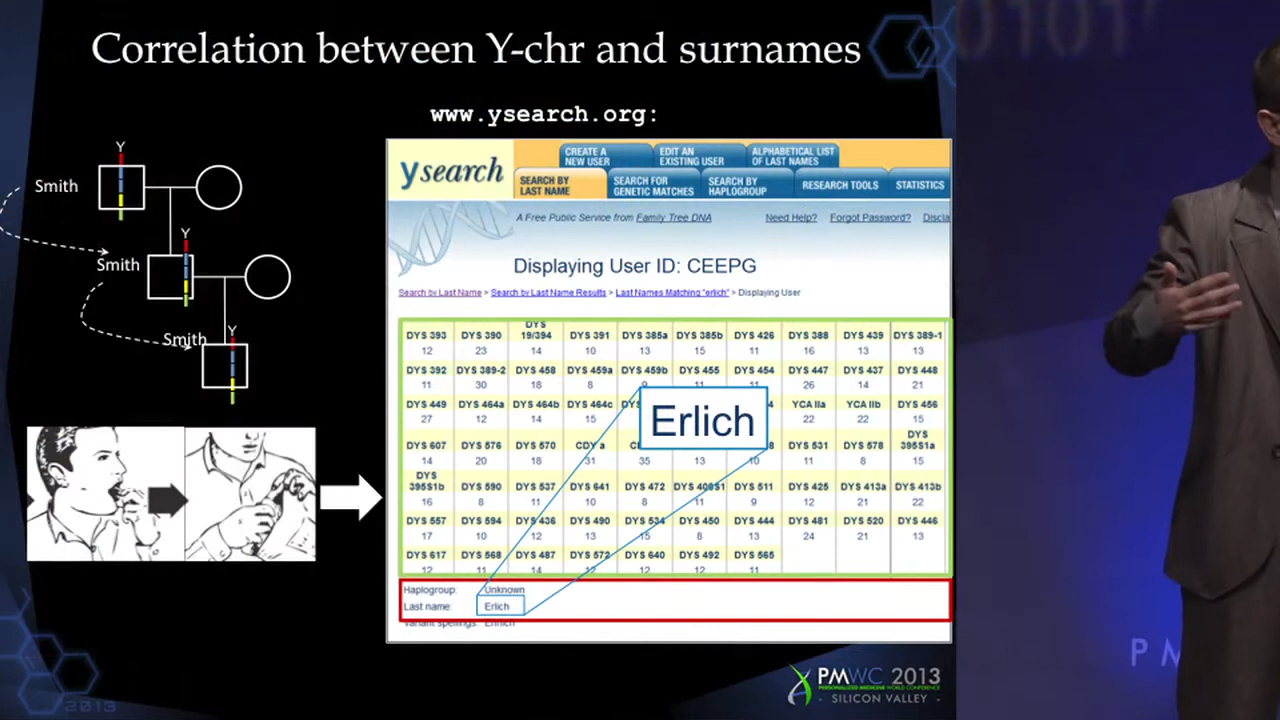 Correlation between Y-chr and surnames
www.ysearch.org:
Y
Smith
Y
Smith
Y
Smith
ysearch
CREATE A NEW USER
EDIT AN EXISTING USER
ALPHABETICAL LIST OF LAST NAMES
SEARCH BY LAST NAME
SEARCH FOR GENETIC MATCHES
SEARCH BY HAPLOGROUP
RESEARCH TOOLS
STATISTICS
A Free Public Service from Family Tree DNA
Need Help? Forgot Password? Discla
Displaying User ID: CEEPG
Search by Last Name > Search by Last Name Results > Last Names Matching "erlich" > Displaying User
DYS 393 DYS 390 DYS 19/394 DYS 391 DYS 385a DYS 385b DYS 426 DYS 388 DYS 439 DYS 389-1
12 23 14 10 13 15 11 16 13 13
DYS 392 DYS 389-2 DYS 458 DYS 459a DYS 459b DYS 455 DYS 454 DYS 447 DYS 437 DYS 448
11 30 18 8 9 11 11 26 14 21
DYS 449 DYS 464a DYS 464b DYS 464c YCA IIa YCA IIb DYS 456
27 12 14 15 22 22 15
Erlich
DYS 607 DYS 576 DYS 570 CDY a DYS 531 DYS 578 DYS 395S1a
14 20 18 31 35 13 10 11 8 15
DYS 395S1b DYS 590 DYS 537 DYS 641 DYS 472 DYS 406S1 DYS 511 DYS 425 DYS 413a DYS 413b
16 8 11 10 8 11 10 12 21 22
DYS 557 DYS 594 DYS 436 DYS 490 DYS 534 DYS 450 DYS 444 DYS 481 DYS 520 DYS 446
17 10 12 13 15 8 13 24 21 13
DYS 617 DYS 568 DYS 487 DYS 572 DYS 640 DYS 492 DYS 565
12 11 14 12 12 12 11
Haplogroup: Unknown
Last name: Erlich
Variant spellings: Ehrlich
PMWC 2013
PERSONALIZED MEDICINE WORLD CONFERENCE
- SILICON VALLEY -
2013
0101
P M